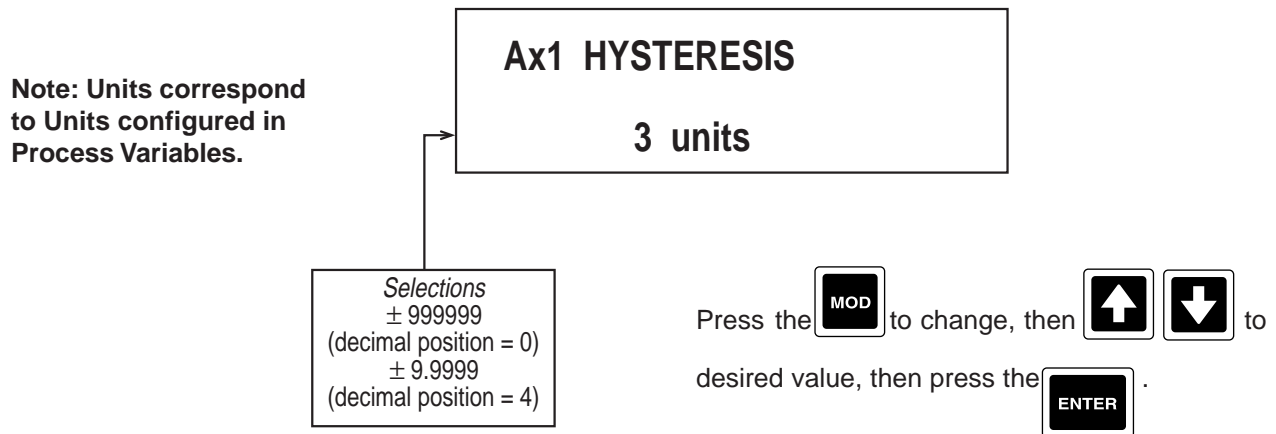 Ax1 HYSTERESIS
3 units
Note: Units correspond
to Units configured in
Process Variables.
Selections
± 999999
(decimal position = 0)
± 9.9999
(decimal position = 4)
Press the MOD to change, then to
desired value, then press the ENTER .